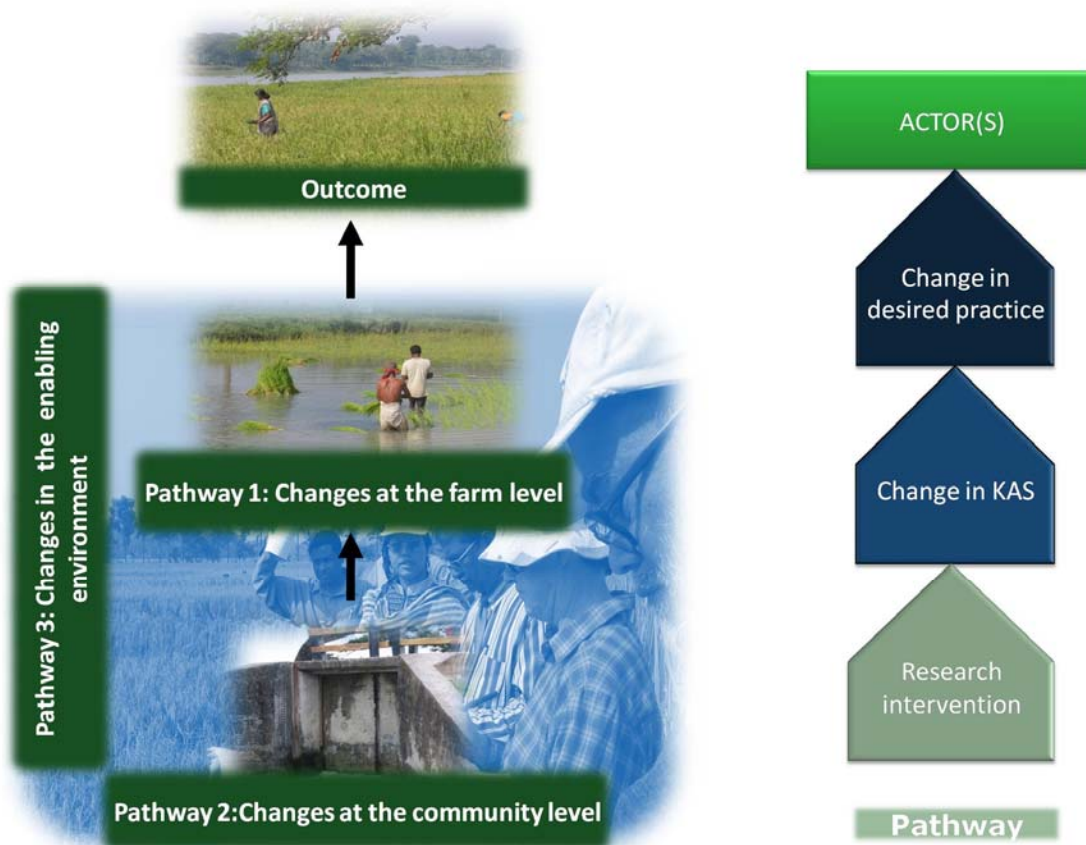 Outcome
Pathway 3: Changes in the enabling
environment
Pathway 1: Changes at the farm level
Pathway 2:Changes at the community level
ACTOR(S)
Change in
desired practice
Change in KAS
Research
intervention
Pathway